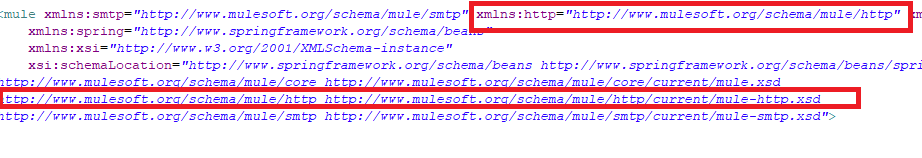 <mule xmlns:smtp="http://www.mulesoft.org/schema/mule/smtp" xmlns:http="http://www.mulesoft.org/schema/mule/http"
xmlns:spring="http://www.springframework.org/schema/beans"
xmlns:xsi="http://www.w3.org/2001/XMLSchema-instance"
xsi:schemaLocation="http://www.springframework.org/schema/beans http://www.springframework.org/schema/beans/spri
http://www.mulesoft.org/schema/mule/core http://www.mulesoft.org/schema/mule/core/current/mule.xsd
http://www.mulesoft.org/schema/mule/http http://www.mulesoft.org/schema/mule/http/current/mule-http.xsd
http://www.mulesoft.org/schema/mule/smtp http://www.mulesoft.org/schema/mule/smtp/current/mule-smtp.xsd">